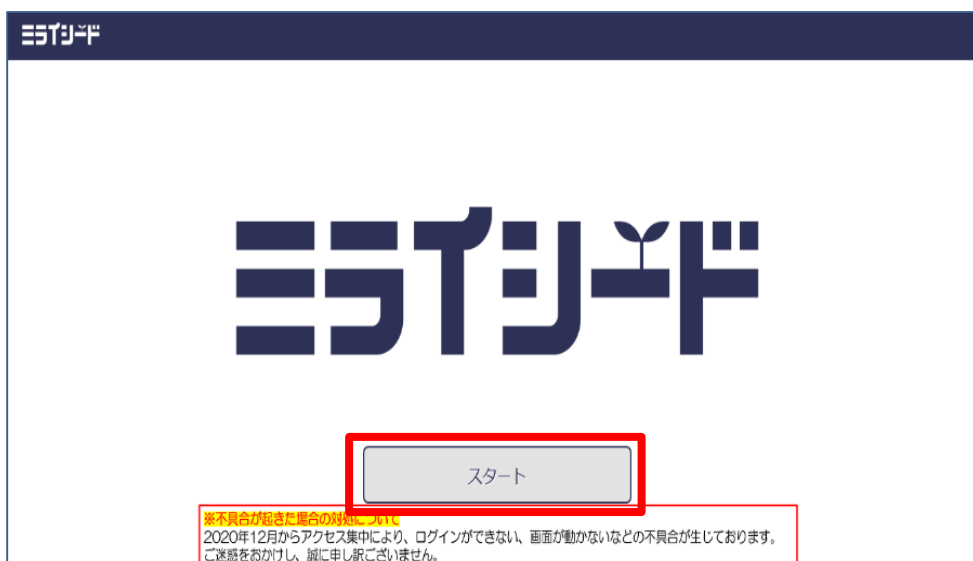 ミライシード
ミライシード
スタート
※不具合が起きた場合の対処について
2020年12月からアクセス集中により、ログインができない、画面が動かないなどの不具合が生じております。
ご迷惑をおかけし、誠に申し訳ございません。